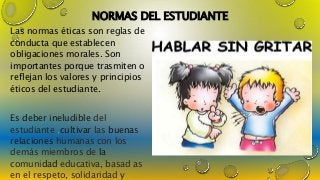 NORMAS DEL ESTUDIANTE
Las normas éticas son reglas de
conducta que establecen
obligaciones morales. Son
importantes porque trasmiten o
reflejan los valores y principios
éticos del estudiante.
Es deber ineludible del
estudiante cultivar las buenas
relaciones humanas con los
demás miembros de la
comunidad educativa, basad as
en el respeto, solidaridad y
HABLAR SIN GRITAR